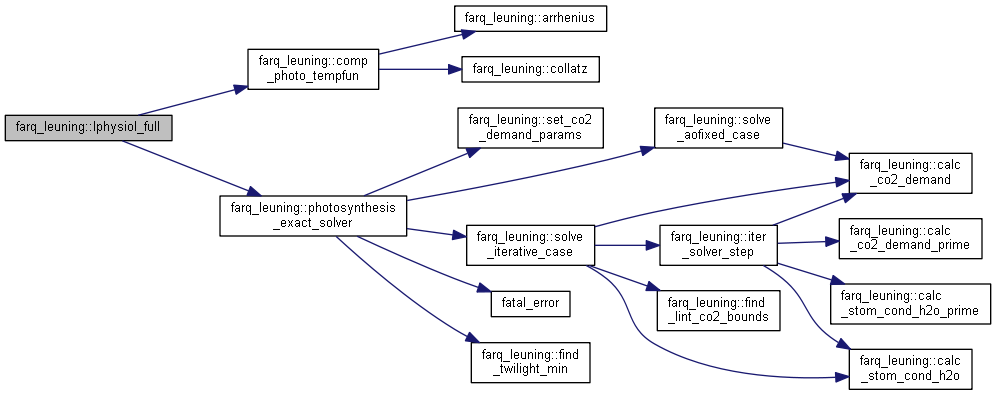 farq_leuning::lphysiol_full
farq_leuning::comp
_photo_tempfun
farq_leuning::arrhenius
farq_leuning::collatz
farq_leuning::photosynthesis
_exact_solver
farq_leuning::set_co2
_demand_params
farq_leuning::solve
_aofixed_case
farq_leuning::calc
_co2_demand
farq_leuning::solve
_iterative_case
farq_leuning::iter
_solver_step
farq_leuning::calc
_co2_demand_prime
farq_leuning::calc
_stom_cond_h2o_prime
farq_leuning::find
_lint_co2_bounds
farq_leuning::calc
_stom_cond_h2o
fatal_error
farq_leuning::find
_twilight_min